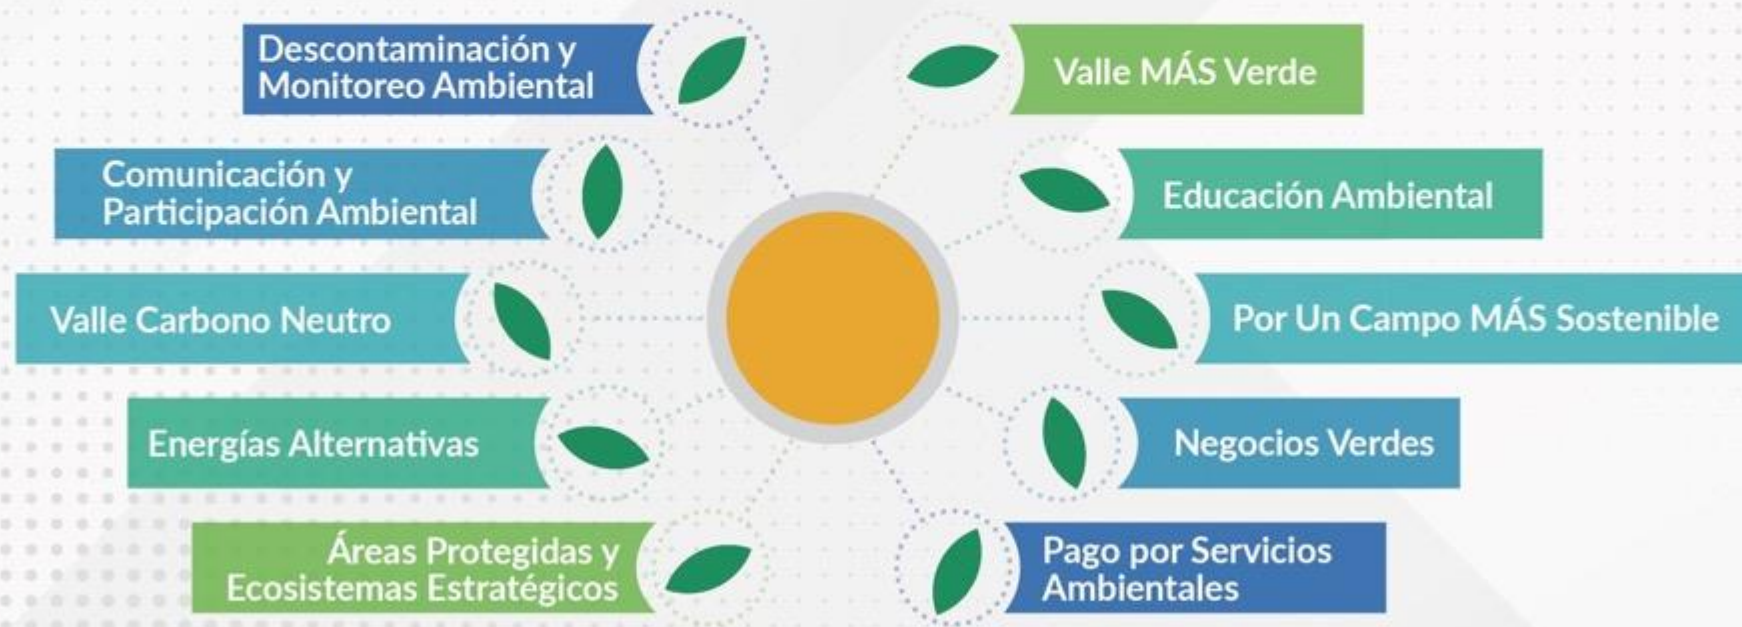 Descontaminación y
Monitoreo Ambiental
Comunicación y
Participación Ambiental
Valle Carbono Neutro
Energías Alternativas
Áreas Protegidas y
Ecosistemas Estratégicos
Valle MÁS Verde
Educación Ambiental
Por Un Campo MÁS Sostenible
Negocios Verdes
Pago por Servicios
Ambientales